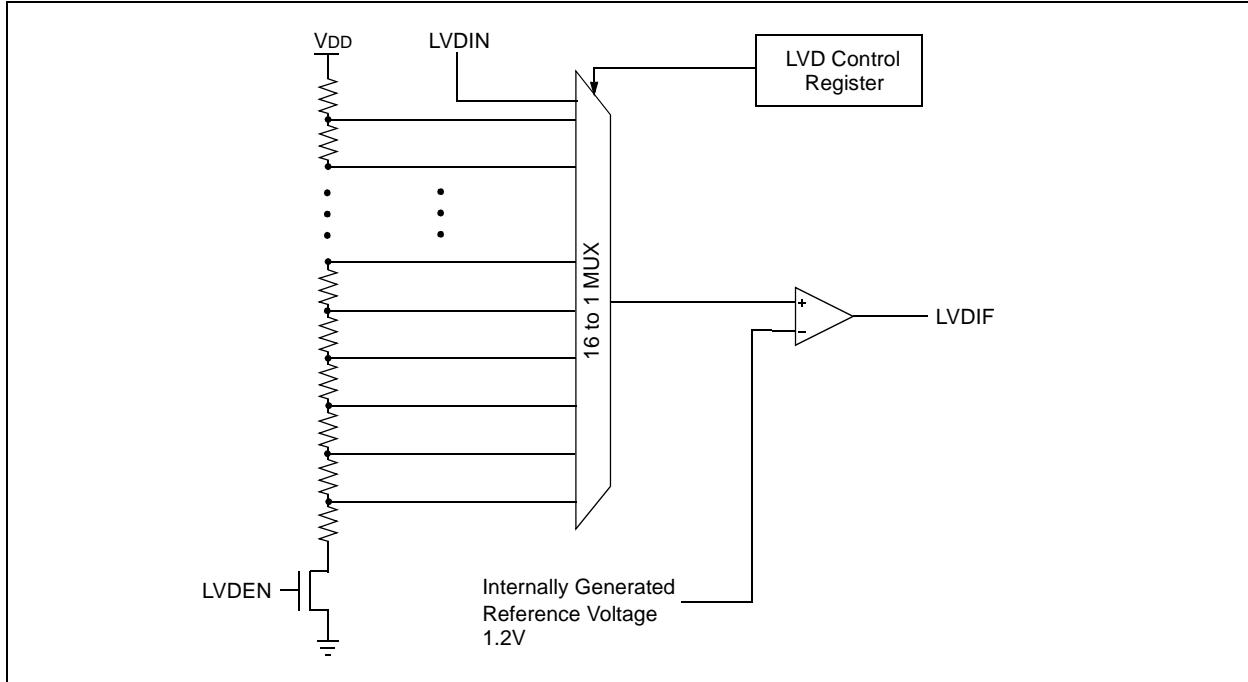 VDD
LVDIN
LVD Control
Register
16 to 1 MUX
+
−
LVDIF
LVDEN
Internally Generated
Reference Voltage
1.2V